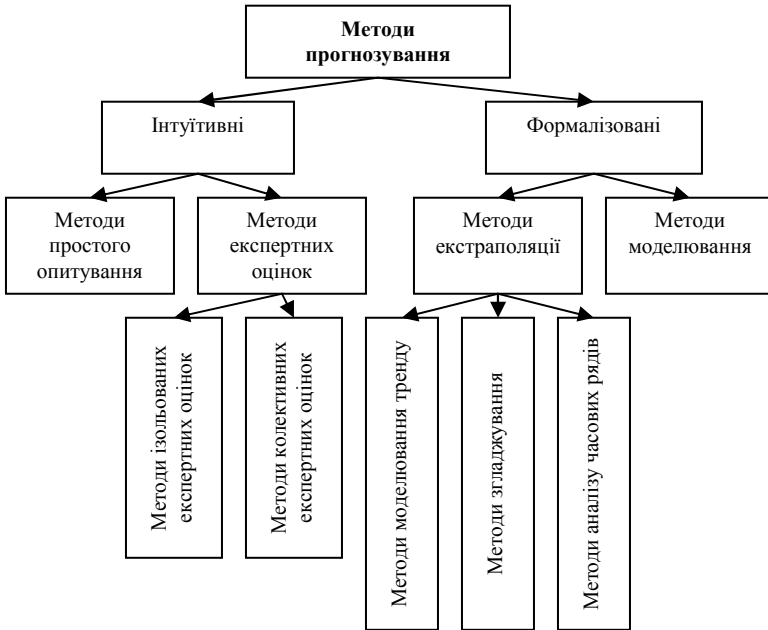 Методи
прогнозування
Інтуїтивні
Формалізовані
Методи
простого
опитування
Методи
експертних
оцінок
Методи
екстраполяції
Методи
моделювання
Методи ізольованих
експертних оцінок
Методи колективних
експертних оцінок
Методи моделювання тренду
Методи згладжування
Методи аналізу часових рядів